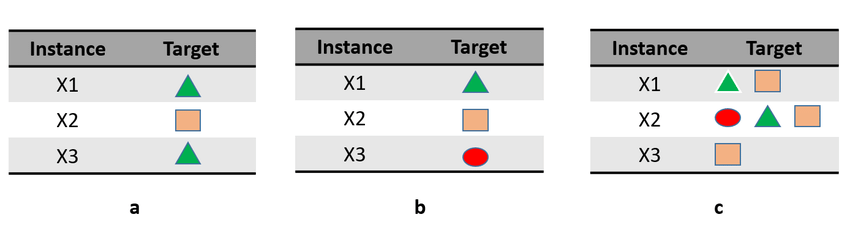 Instance Target
X1
X2
X3
a
Instance Target
X1
X2
X3
b
Instance Target
X1
X2
X3
c